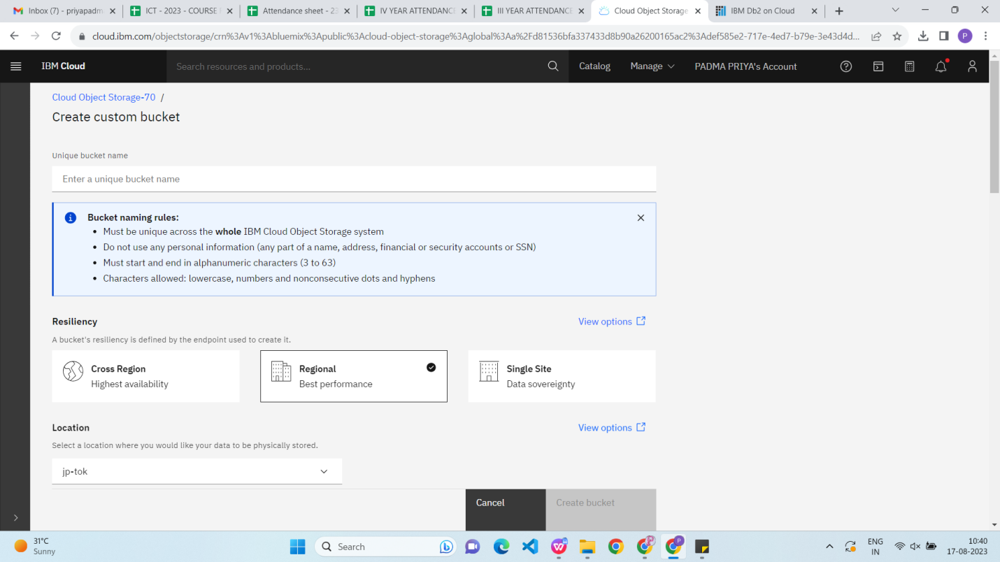 Inbox (7) - priyapadm
ICT - 2023 - COURSE
Attendance sheet - 23
IV YEAR ATTENDANCE
III YEAR ATTENDANCE
Cloud Object Storage
IBM Db2 on Cloud
cloud.ibm.com/objectstorage/crn%3Av1%3Abluemix%3Apublic%3Acloud-object-storage%3Aglobal%3Aa%2Fd81536bfa337433d8b90a26200165ac2%3Adef585e2-717e-4ed7-b79e-3e43d4d...
P
IBM Cloud
Search resources and products...
Catalog
Manage
PADMA PRIYA's Account
Cloud Object Storage-70 /
Create custom bucket
Unique bucket name
Enter a unique bucket name
Bucket naming rules:
• Must be unique across the whole IBM Cloud Object Storage system
• Do not use any personal information (any part of a name, address, financial or security accounts or SSN)
• Must start and end in alphanumeric characters (3 to 63)
• Characters allowed: lowercase, numbers and nonconsecutive dots and hyphens
Resiliency
View options
A bucket's resiliency is defined by the endpoint used to create it.
Cross Region
Highest availability
Regional
Best performance
Single Site
Data sovereignty
Location
View options
Select a location where you would like your data to be physically stored.
jp-tok
Cancel
Create bucket
31°C
Sunny
Search
ENG
IN
10:40
17-08-2023